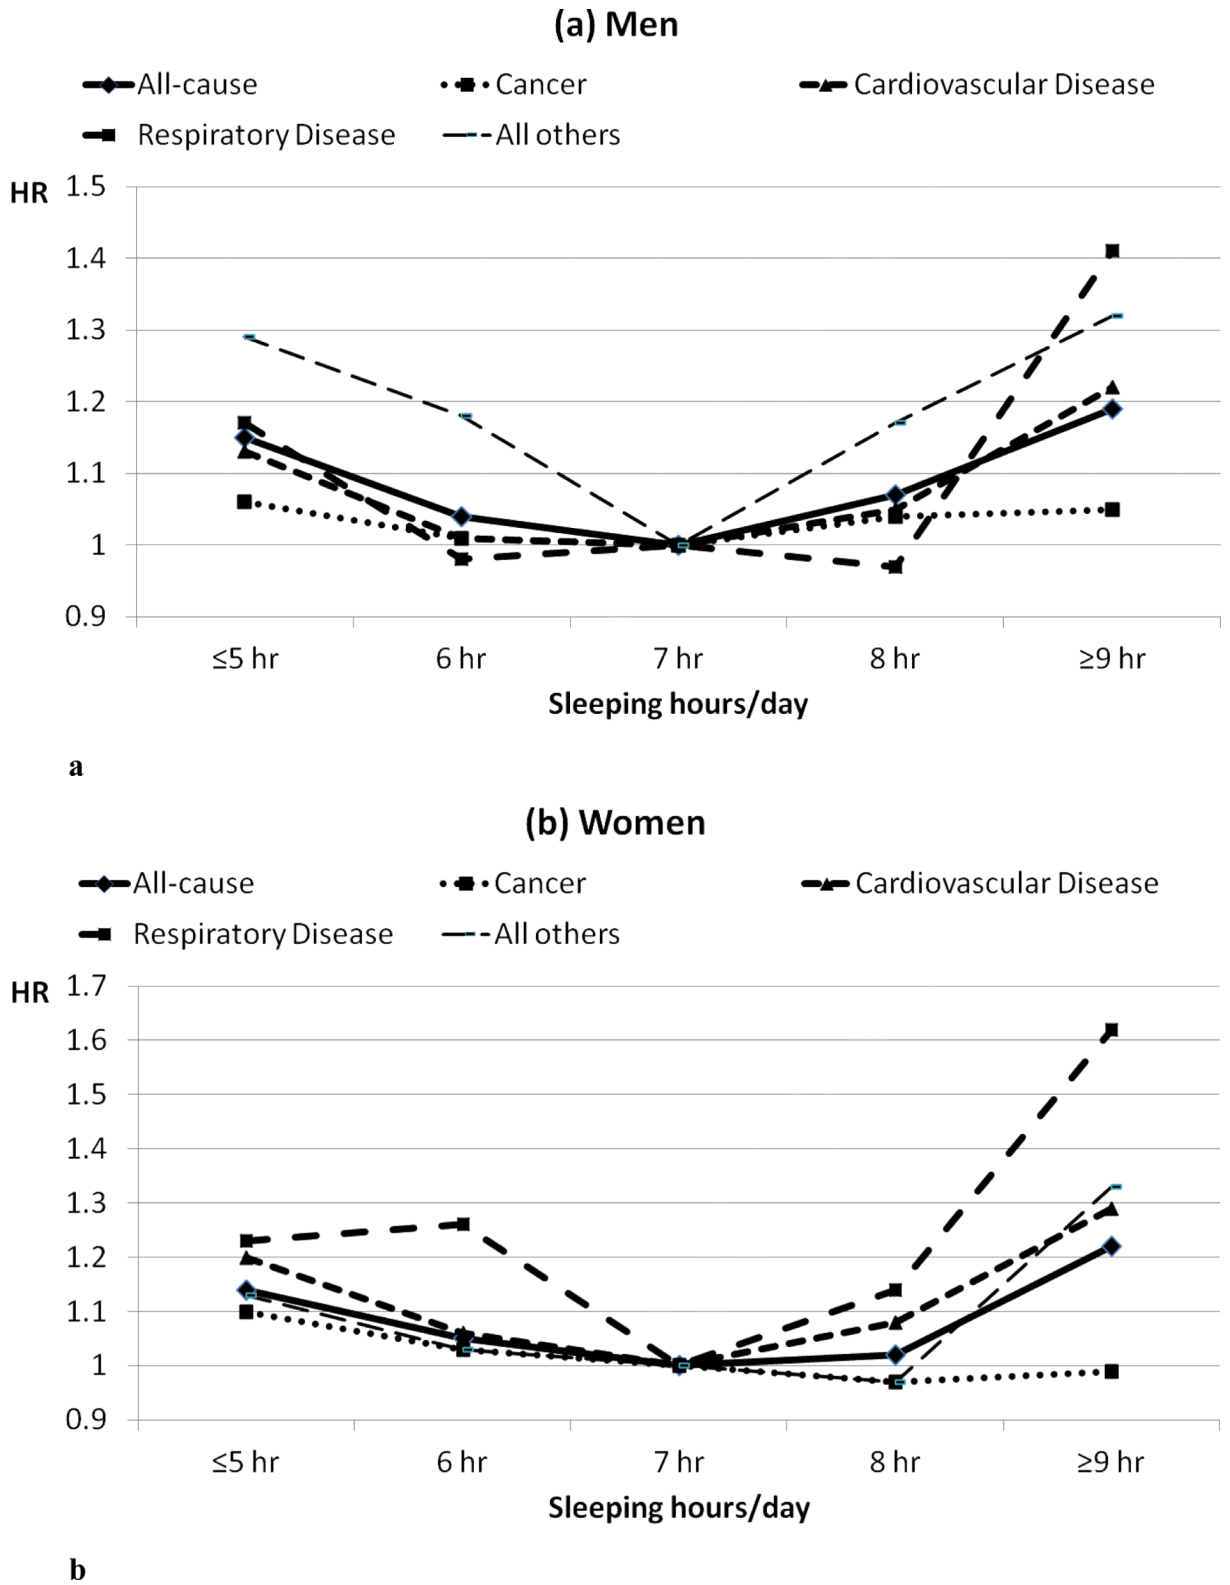 (a) Men
All-cause Cancer Cardiovascular Disease
Respiratory Disease All others
HR 1.5
1.4
1.3
1.2
1.1
1
0.9
≤5 hr 6 hr 7 hr 8 hr ≥9 hr
Sleeping hours/day
a
(b) Women
All-cause Cancer Cardiovascular Disease
Respiratory Disease All others
HR 1.7
1.6
1.5
1.4
1.3
1.2
1.1
1
0.9
≤5 hr 6 hr 7 hr 8 hr ≥9 hr
Sleeping hours/day
b